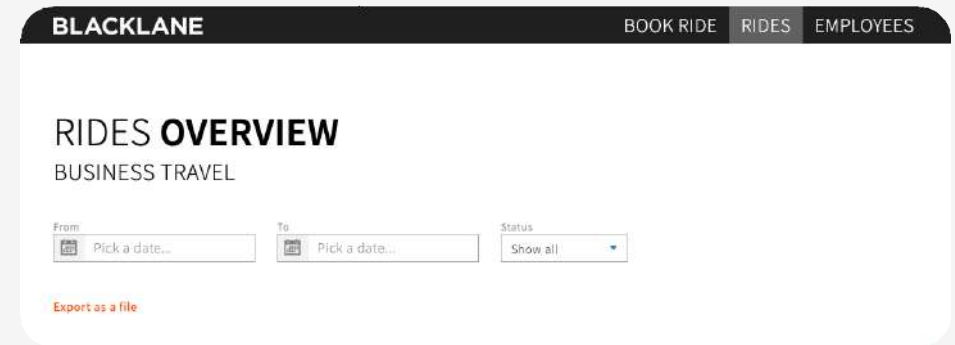 BLACKLANE BOOK RIDE RIDES EMPLOYEES
RIDES OVERVIEW
BUSINESS TRAVEL
From To Status
Pick a date... Pick a date... Show all
Export as a file